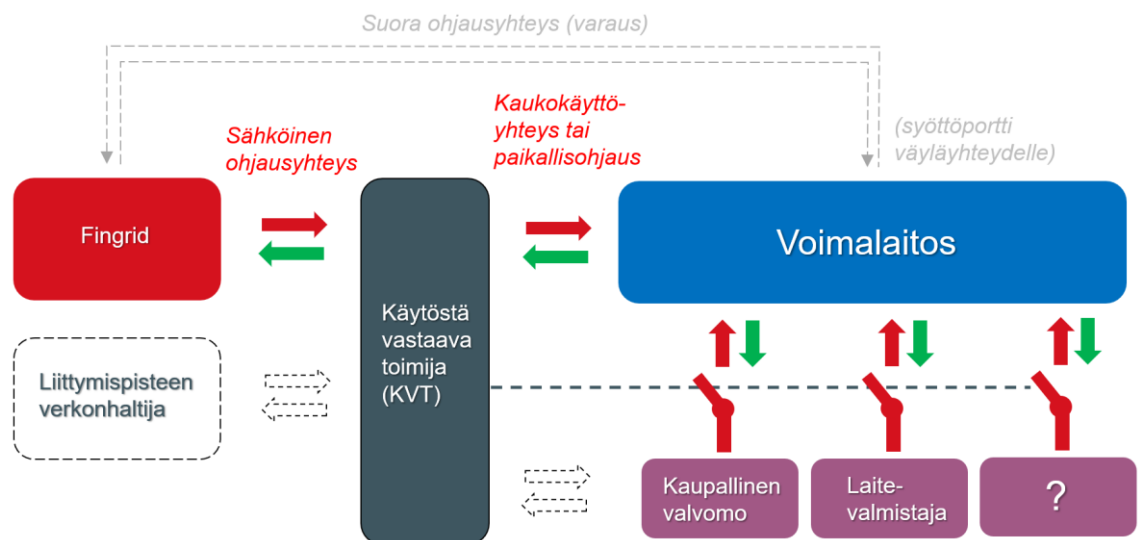 Suora ohjausyhteys (varaus)
Sähköinen
ohjausyhteys
Kaukokäyttö-
yhteys tai
paikallisohjaus
(syöttöportti
väyläyhteydelle)
Fingrid
Voimalaitos
Käytöstä
vastaava
toimija
(KVT)
Liittymispisteen
verkonhaltija
Kaupallinen
valvomo
Laite-
valmistaja
?